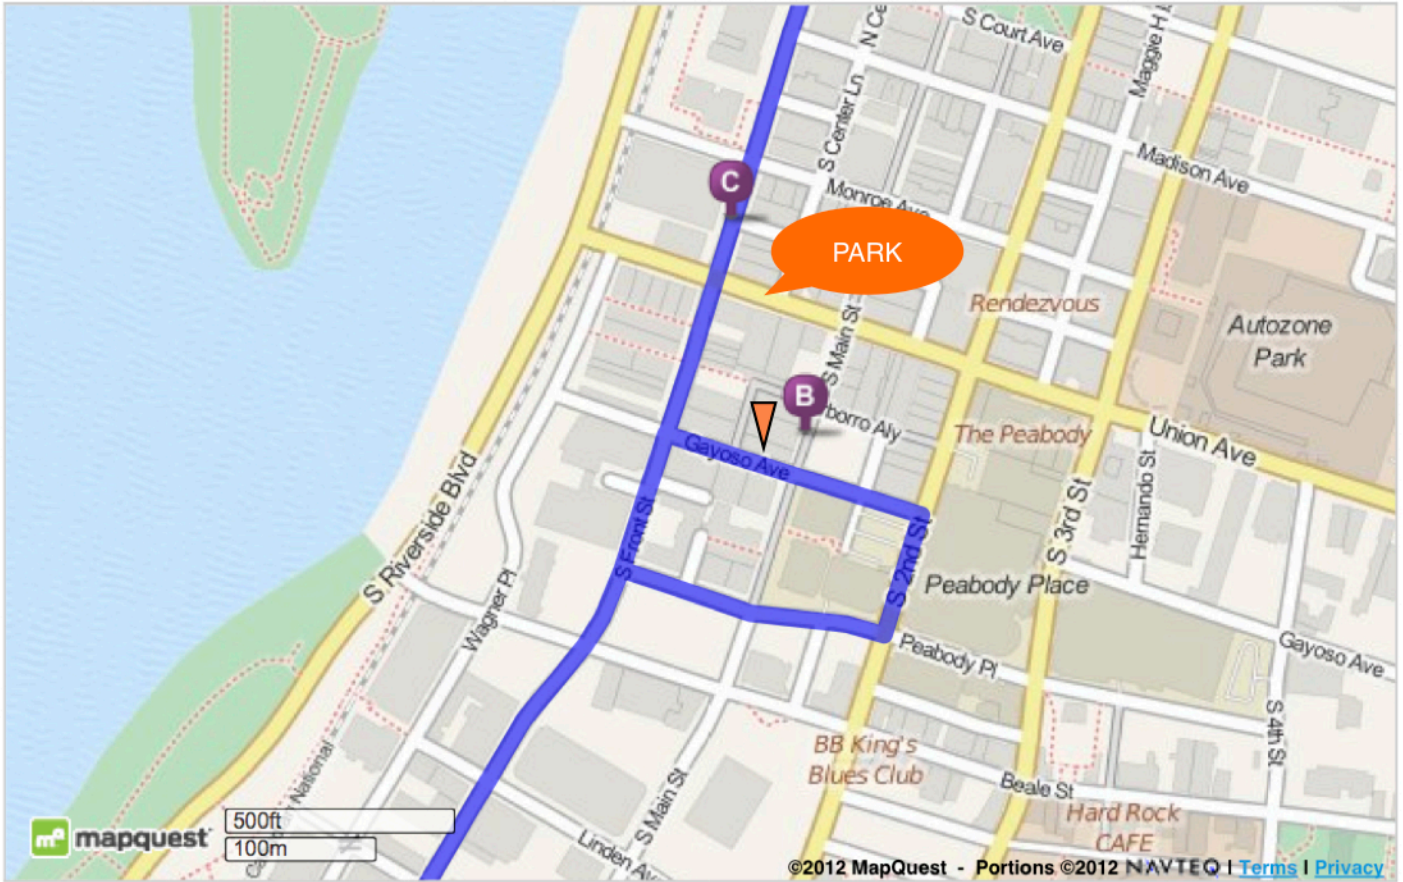 S Court Ave
N Ce
Maggie H
S Center Ln
Madison Ave
C
Monroe Ave
PARK
Rendezvous
Autozone
Park
S Main St
B
borro Aly
The Peabody
Union Ave
Gayoso Ave
S Riverside Blvd
S Front St
S 2nd St
S 3rd St
Hernando St
Peabody Place
Wagner Pl
Peabody Pl
Gayoso Ave
S 4th St
BB King's
Blues Club
Beale St
Hard Rock
CAFE
S Main St
Linden Av
National
mapquest
500ft
100m
©2012 MapQuest - Portions ©2012 NAVTEQ | Terms | Privacy